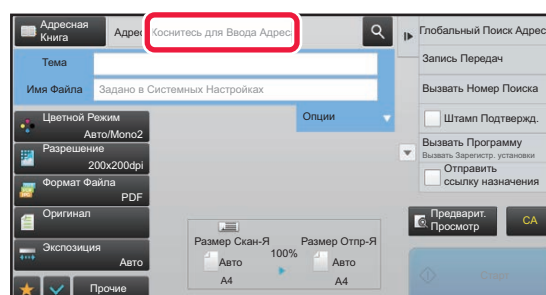 Адресная
Книга
Адрес
Коснитесь для Ввода Адреса
Тема
Имя Файла
Задано в Системных Настройках
Опции
Цветной Режим
Авто/Mono2
Разрешение
200x200dpi
Формат Файла
PDF
Оригинал
Экспозиция
Авто
Прочие
Размер Скан-Я
100%
Размер Отпр-Я
Авто
Авто
A4
A4
Глобальный Поиск Адрес
Запись Передач
Вызвать Номер Поиска
Штамп Подтвержд.
Вызвать Программу
Вызвать Зарегистр. установки
Отправить
ссылку назначения
Предварит.
Просмотр
CA
Старт